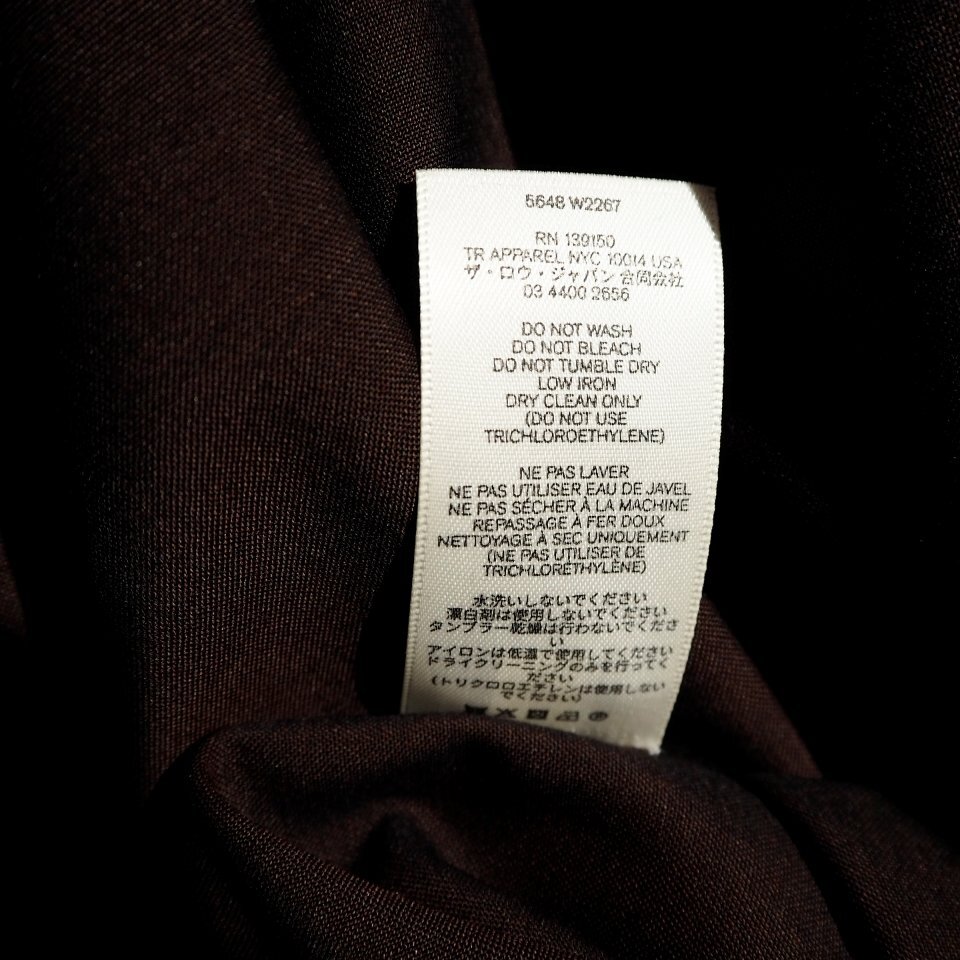 5648 W2267
RN 139150
TR APPAREL NYC 10014 USA
ザ・ロウ・ジャパン 合同会社
03 4400 2656
DO NOT WASH
DO NOT BLEACH
DO NOT TUMBLE DRY
LOW IRON
DRY CLEAN ONLY
(DO NOT USE
TRICHLOROETHYLENE)
NE PAS LAVER
NE PAS UTILISER EAU DE JAVEL
NE PAS SÉCHER À LA MACHINE
REPASSAGE À FER DOUX
NETTOYAGE À SEC UNIQUEMENT
(NE PAS UTILISER DE
TRICHLORÉTHYLÈNE)
水洗いしないでください
漂白剤は使用しないでください
タンブラー乾燥は行わないでくださ
い
アイロンは低温で使用してください
ドライクリーニングのみを行ってく
ださい
(トリクロロエチレンは使用しない
でください)